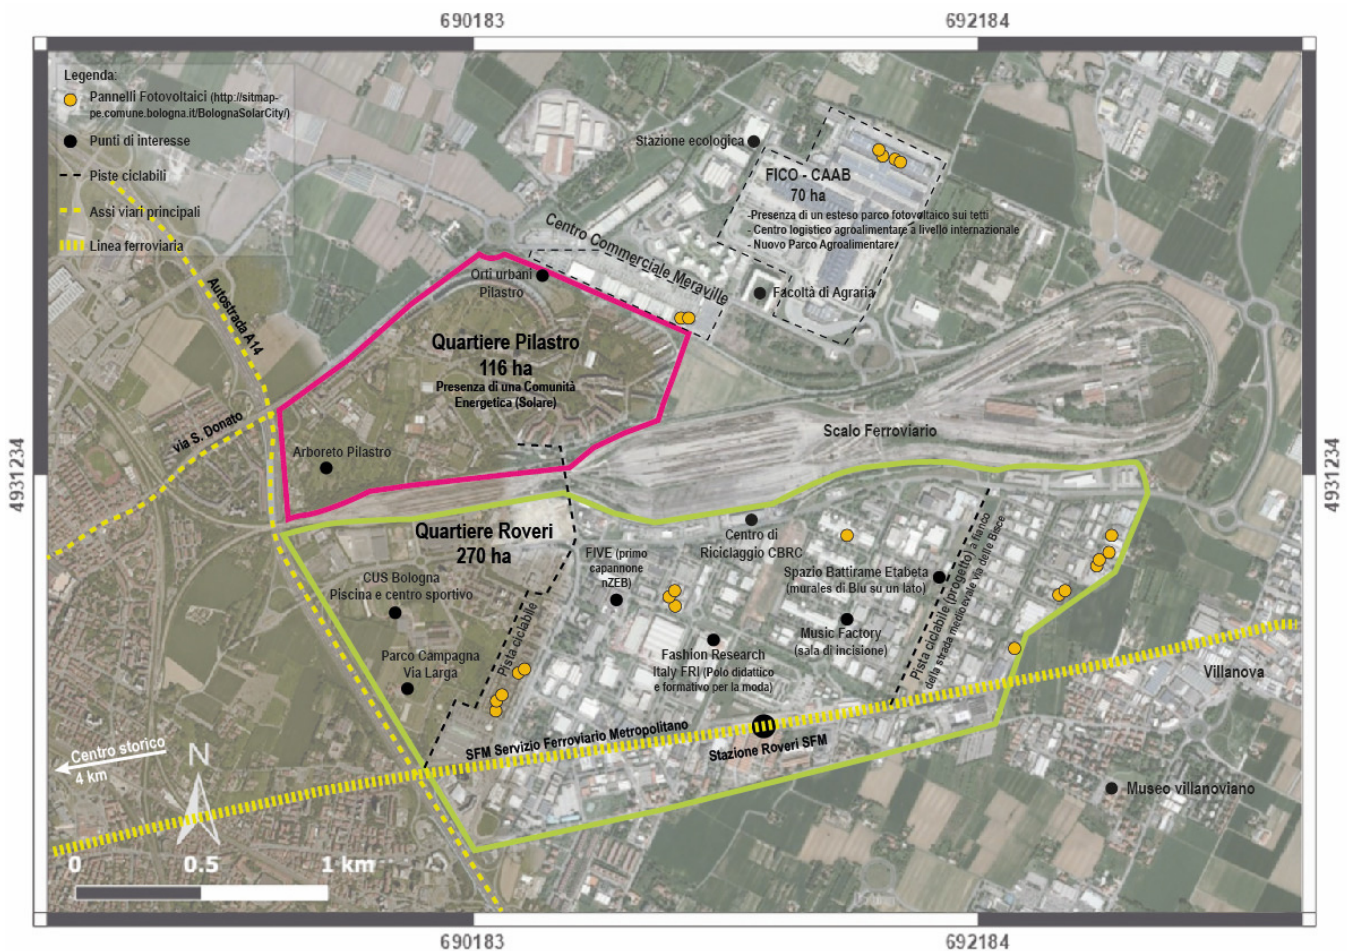 690183
692184
Legenda:
Pannelli Fotovoltaici (http://sitmap-
pe.comune.bologna.it/BolognaSolarCity/)
Punti di interesse
Piste ciclabili
Assi viari principali
Linea ferroviaria
Stazione ecologica
FICO - CAAB
70 ha
-Presenza di un esteso parco fotovoltaico sui tetti
- Centro logistico agroalimentare a livello internazionale
- Nuovo Parco Agroalimentare
Centro Commerciale Meraville
Orti urbani
Pilastro
Facoltà di Agraria
Autostrada A14
Quartiere Pilastro
116 ha
Presenza di una Comunità
Energetica (Solare)
via S. Donato
Scalo Ferroviario
Arboreto Pilastro
4931234
4931234
Quartiere Roveri
270 ha
Centro di
Riciclaggio CBRC
FIVE (primo
capannone
nZEB)
CUS Bologna
Piscina e centro sportivo
Spazio Battirame Etabeta
(murales di Blu su un lato)
Pista ciclabile (progetto) a fianco
della strada medioevale via delle Bisce
Pista ciclabile
Music Factory
(sala di incisione)
Parco Campagna
Via Larga
Fashion Research
Italy FRI (Polo didattico
e formativo per la moda)
Villanova
SFM Servizio Ferroviario Metropolitano
Stazione Roveri SFM
Centro storico
4 km
N
Museo villanoviano
0 0.5 1 km
690183
692184